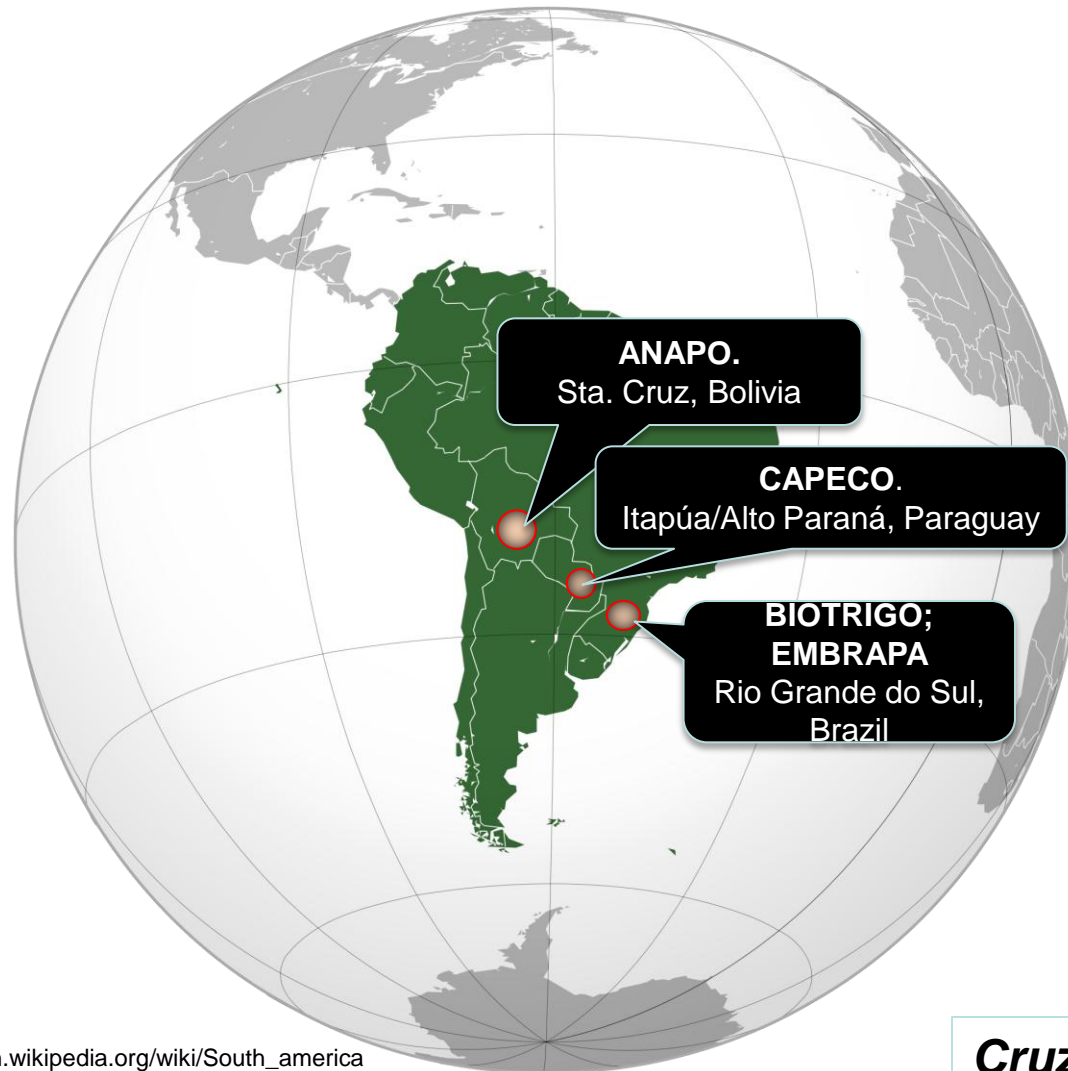 ANAPO.
Sta. Cruz, Bolivia
CAPECO.
Itapúa/Alto Paraná, Paraguay
BIOTRIGO;
EMBRAPA
Rio Grande do Sul,
Brazil
.wikipedia.org/wiki/South_america
Cruz